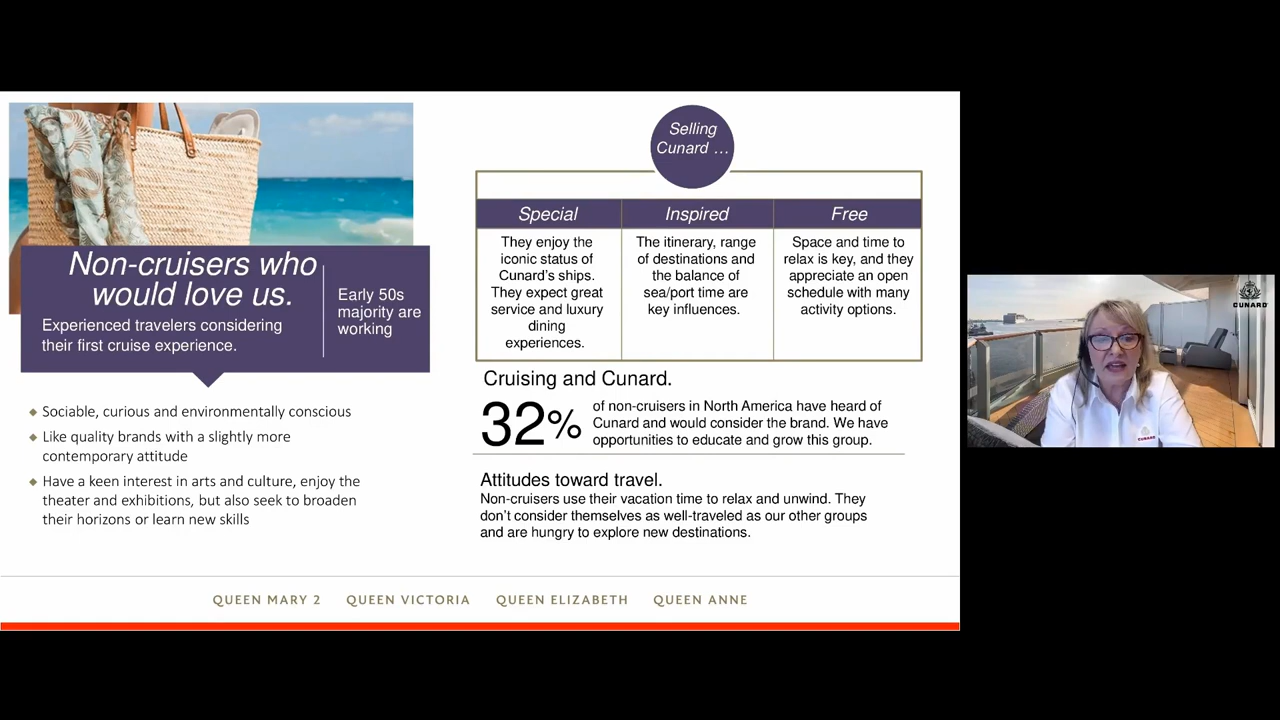 Non-cruisers who
would love us.
Experienced travelers considering
their first cruise experience.
Early 50s
majority are
working
◆ Sociable, curious and environmentally conscious
◆ Like quality brands with a slightly more
contemporary attitude
◆ Have a keen interest in arts and culture, enjoy the
theater and exhibitions, but also seek to broaden
their horizons or learn new skills
Selling
Cunard ...
Special
They enjoy the
iconic status of
Cunard's ships.
They expect great
service and luxury
dining
experiences.
Inspired
The itinerary, range
of destinations and
the balance of
sea/port time are
key influences.
Free
Space and time to
relax is key, and they
appreciate an open
schedule with many
activity options.
Cruising and Cunard.
32%
of non-cruisers in North America have heard of
Cunard and would consider the brand. We have
opportunities to educate and grow this group.
Attitudes toward travel.
Non-cruisers use their vacation time to relax and unwind. They
don't consider themselves as well-traveled as our other groups
and are hungry to explore new destinations.
QUEEN MARY 2 QUEEN VICTORIA QUEEN ELIZABETH QUEEN ANNE
CUNARD
CUNARD